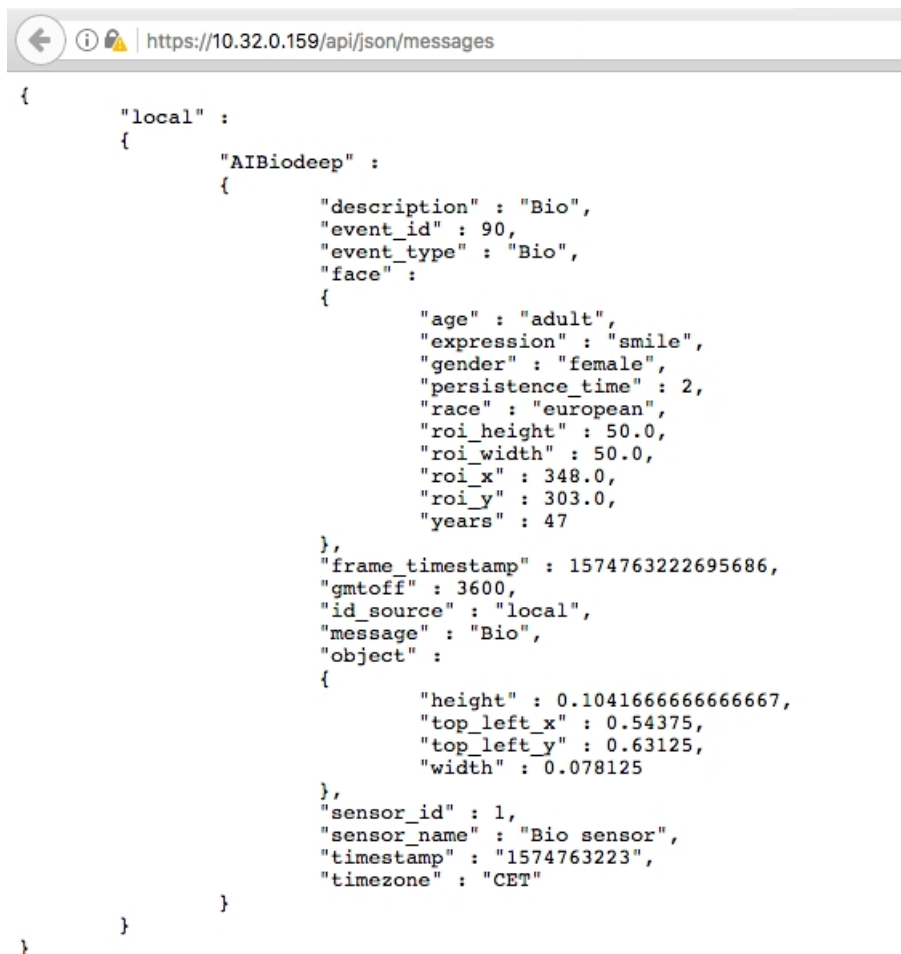 https://10.32.0.159/api/json/messages
{
"local" :
{
"AIBiodeep" :
{
"description" : "Bio",
"event_id" : 90,
"event_type" : "Bio",
"face" :
{
"age" : "adult",
"expression" : "smile",
"gender" : "female",
"persistence_time" : 2,
"race" : "european",
"roi_height" : 50.0,
"roi_width" : 50.0,
"roi_x" : 348.0,
"roi_y" : 303.0,
"years" : 47
},
"frame_timestamp" : 1574763222695686,
"gmtoff" : 3600,
"id_source" : "local",
"message" : "Bio",
"object" :
{
"height" : 0.1041666666666667,
"top_left_x" : 0.54375,
"top_left_y" : 0.63125,
"width" : 0.078125
},
"sensor_id" : 1,
"sensor_name" : "Bio sensor",
"timestamp" : "1574763223",
"timezone" : "CET"
}
}
}